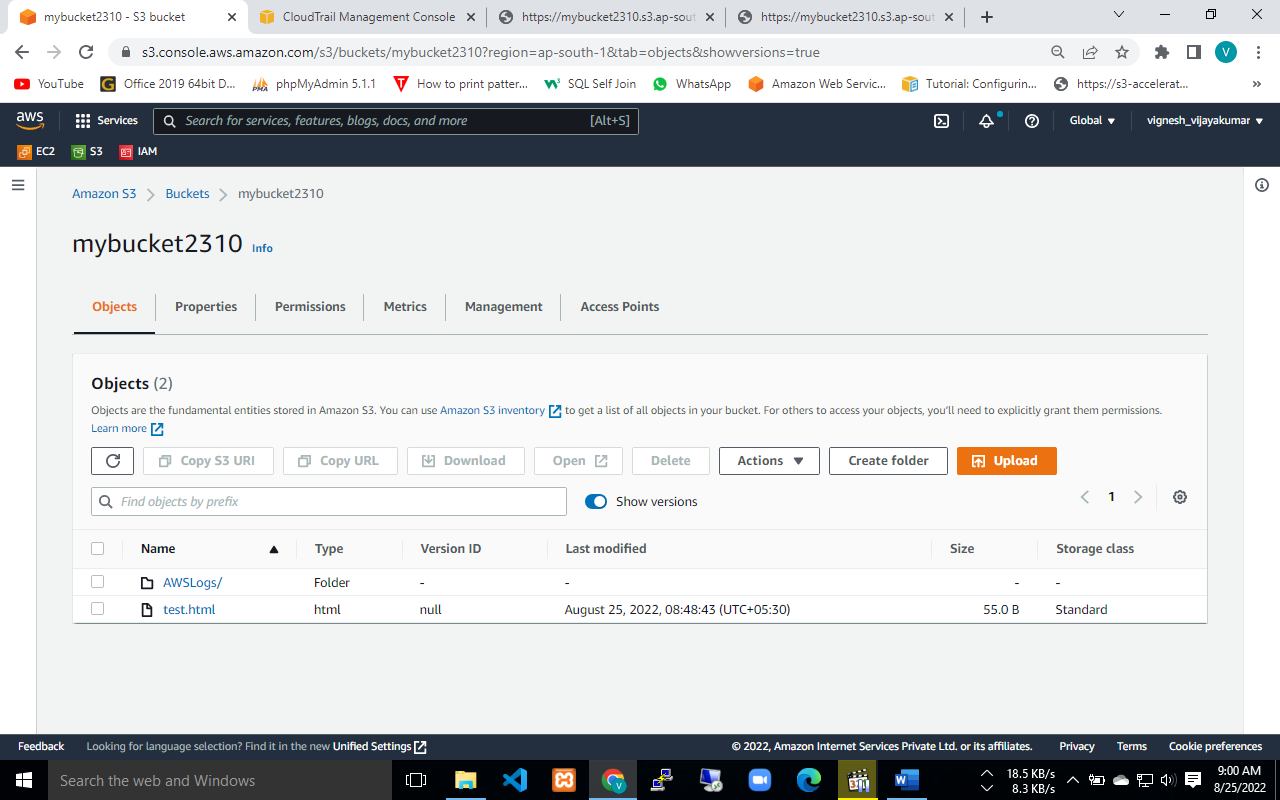 mybucket2310 - S3 bucket
CloudTrail Management Console
https://mybucket2310.s3.ap-sout
https://mybucket2310.s3.ap-sout
s3.console.aws.amazon.com/s3/buckets/mybucket2310?region=ap-south-1&tab=objects&showversions=true
V
YouTube
Office 2019 64bit D...
phpMyAdmin 5.1.1
How to print patter...
SQL Self Join
WhatsApp
Amazon Web Servic...
Tutorial: Configurin...
https://s3-accelerat...
»
aws
Services
Search for services, features, blogs, docs, and more
[Alt+S]
Global
vignesh_vijayakumar
EC2
S3
IAM
Amazon S3
Buckets
mybucket2310
mybucket2310 Info
Objects
Properties
Permissions
Metrics
Management
Access Points
Objects (2)
Objects are the fundamental entities stored in Amazon S3. You can use Amazon S3 inventory to get a list of all objects in your bucket. For others to access your objects, you'll need to explicitly grant them permissions.
Learn more
Copy S3 URI
Copy URL
Download
Open
Delete
Actions
Create folder
Upload
Find objects by prefix
Show versions
1
Name
Type
Version ID
Last modified
Size
Storage class
AWSLogs/ Folder - - - -
test.html html null August 25, 2022, 08:48:43 (UTC+05:30) 55.0 B Standard
Feedback
Looking for language selection? Find it in the new Unified Settings
© 2022, Amazon Internet Services Private Ltd. or its affiliates.
Privacy
Terms
Cookie preferences
Search the web and Windows
18.5 KB/s
8.3 KB/s
9:00 AM
8/25/2022